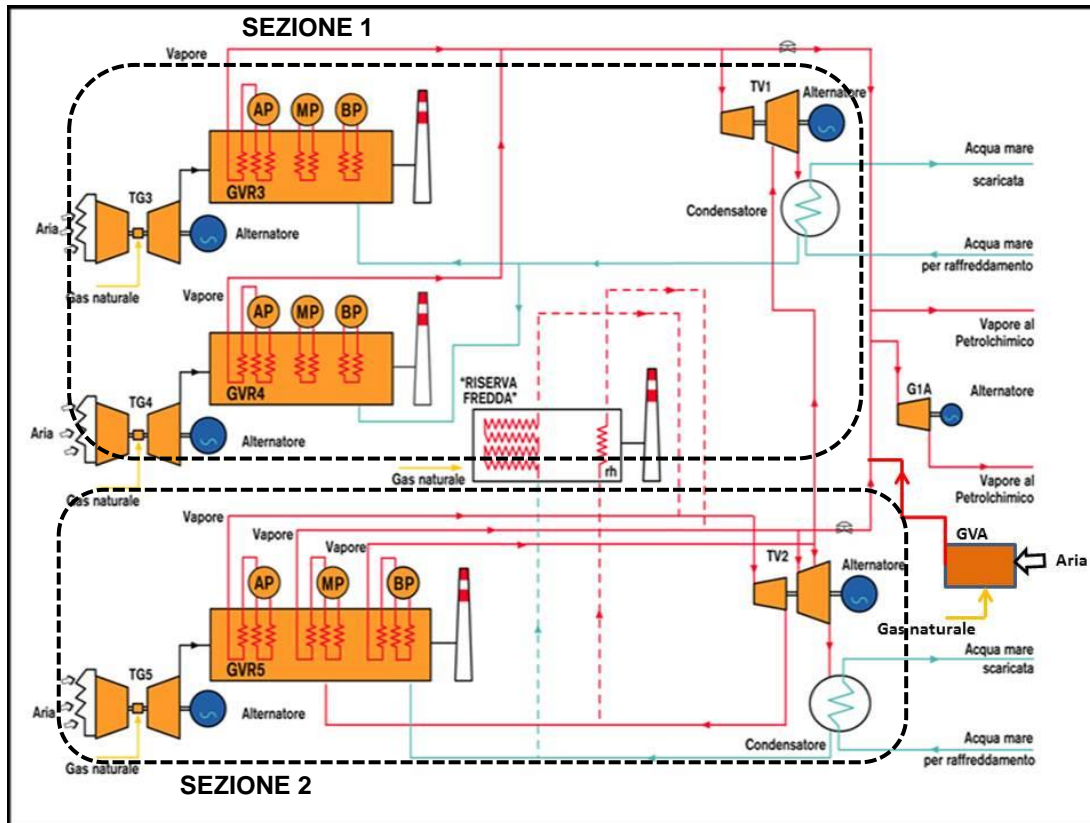 SEZIONE 1
Vapore
AP
MP
BP
TV1
Alternatore
GVR3
TG3
Aria
Alternatore
Gas naturale
Condensatore
Acqua mare
scaricata
Acqua mare
per raffreddamento
Vapore
AP
MP
BP
GVR4
TG4
Aria
Alternatore
Gas naturale
"RISERVA
FREDDA"
rh
Gas naturale
Vapore al
Petrolchimico
G1A
Alternatore
Vapore al
Petrolchimico
GVA
Aria
Gas naturale
Vapore
Vapore
Vapore
AP
MP
BP
TV2
Alternatore
GVR5
TG5
Aria
Alternatore
Gas naturale
Condensatore
Acqua mare
scaricata
Acqua mare
per raffreddamento
SEZIONE 2